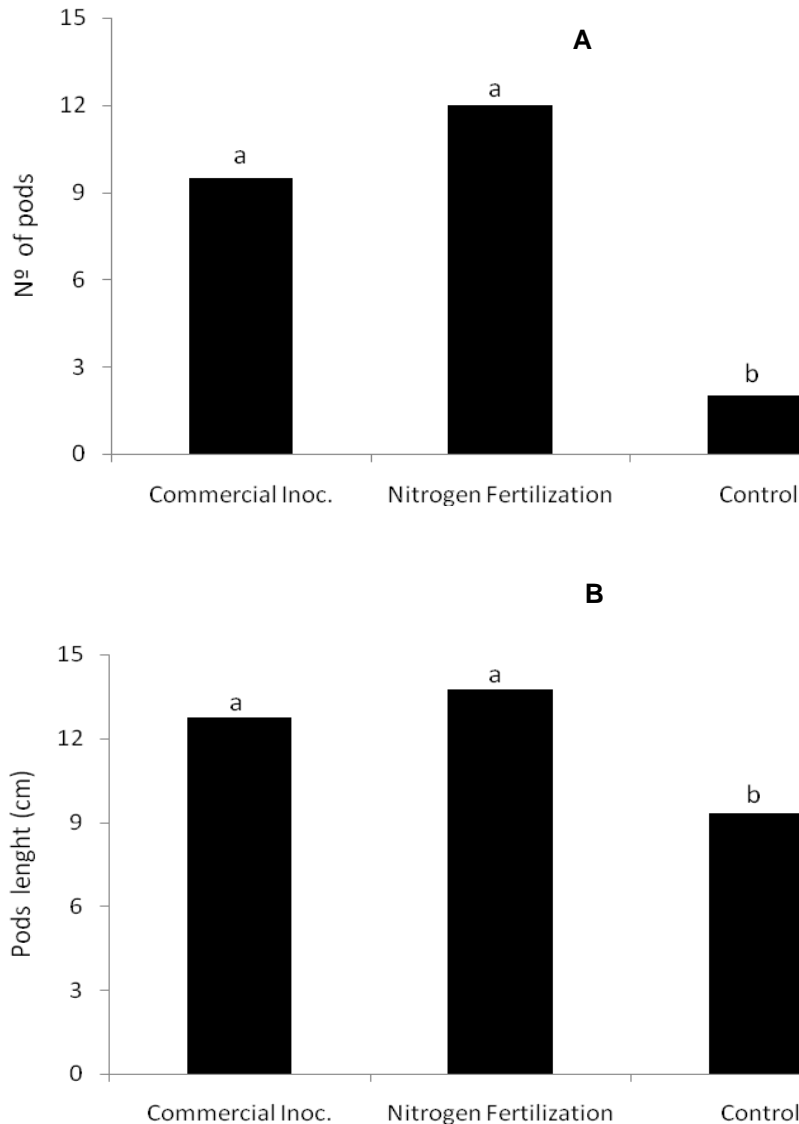 A
15
12
9
6
3
0
Nº of pods
a
a
b
Commercial Inoc. Nitrogen Fertilization Control
B
15
12
9
6
3
0
Pods lenght (cm)
a
a
b
Commercial Inoc. Nitrogen Fertilization Control